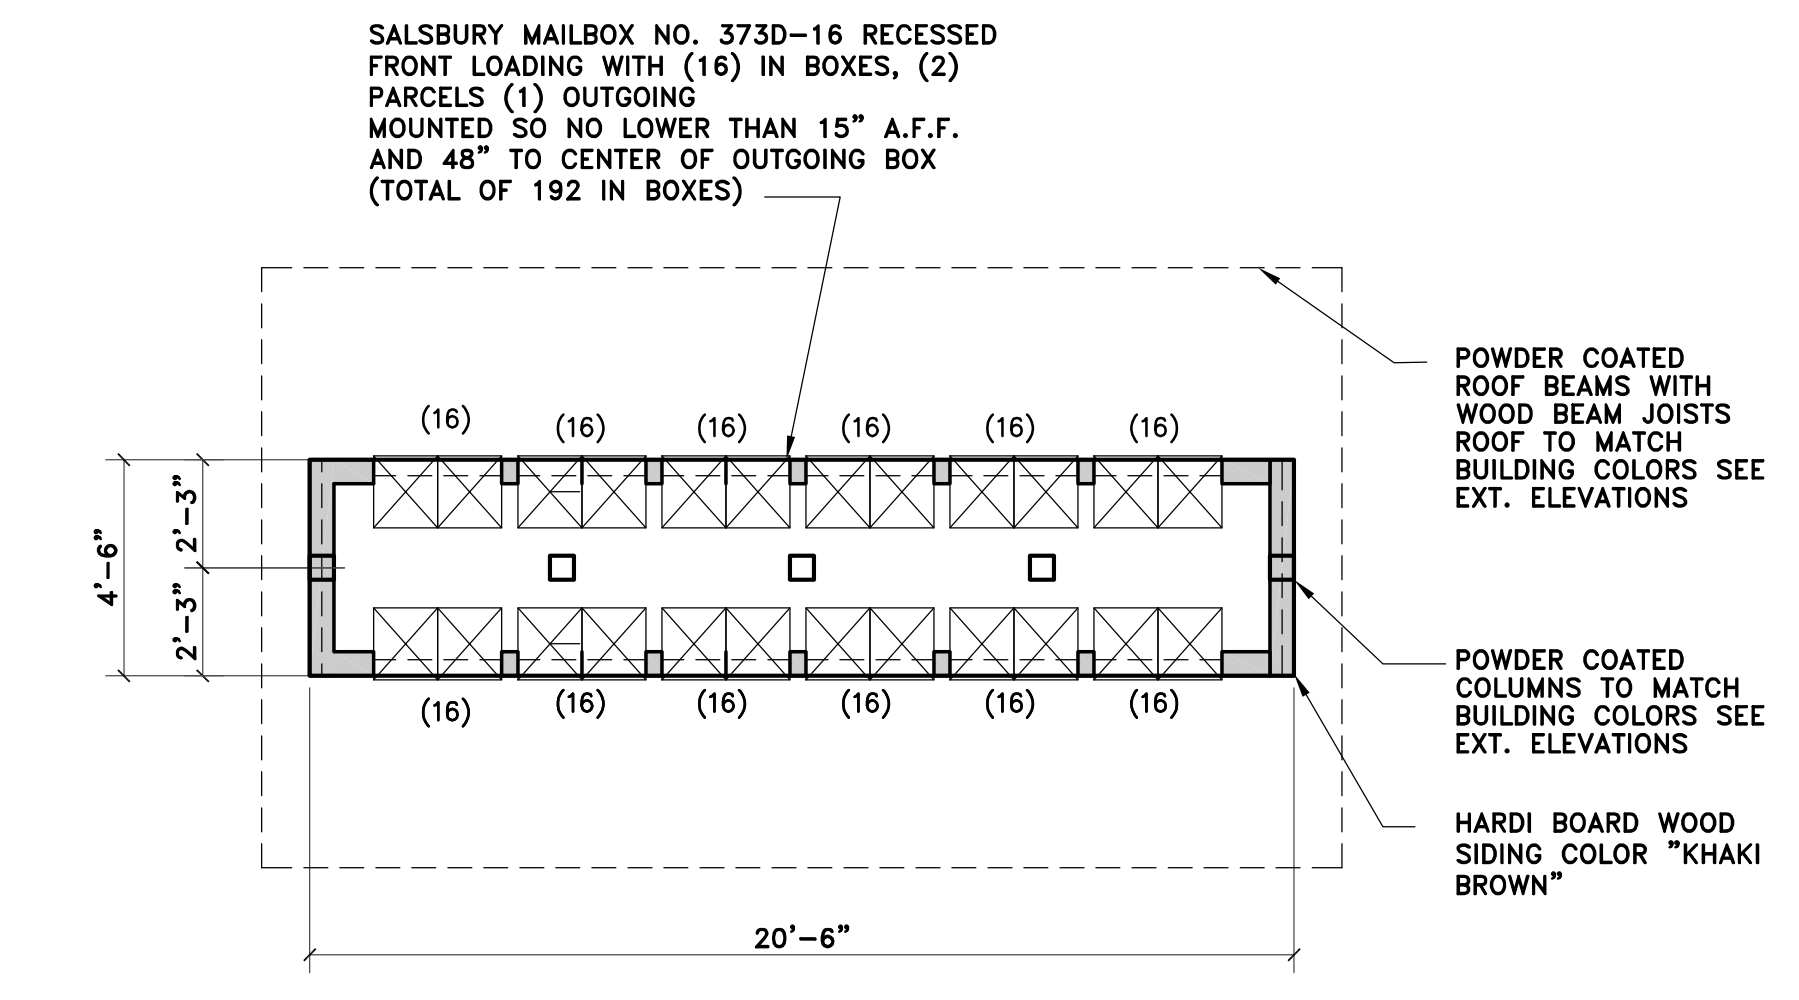 SALSBURY MAILBOX NO. 373D-16 RECESSED
FRONT LOADING WITH (16) IN BOXES, (2)
PARCELS (1) OUTGOING
MOUNTED SO NO LOWER THAN 15" A.F.F.
AND 48" TO CENTER OF OUTGOING BOX
(TOTAL OF 192 IN BOXES)
POWDER COATED
ROOF BEAMS WITH
WOOD BEAM JOISTS
ROOF TO MATCH
BUILDING COLORS SEE
EXT. ELEVATIONS
(16) (16) (16) (16) (16) (16)
4'-6"
2'-3"
2'-3"
(16) (16) (16) (16) (16) (16)
POWDER COATED
COLUMNS TO MATCH
BUILDING COLORS SEE
EXT. ELEVATIONS
HARDI BOARD WOOD
SIDING COLOR "KHAKI
BROWN"
20'-6"